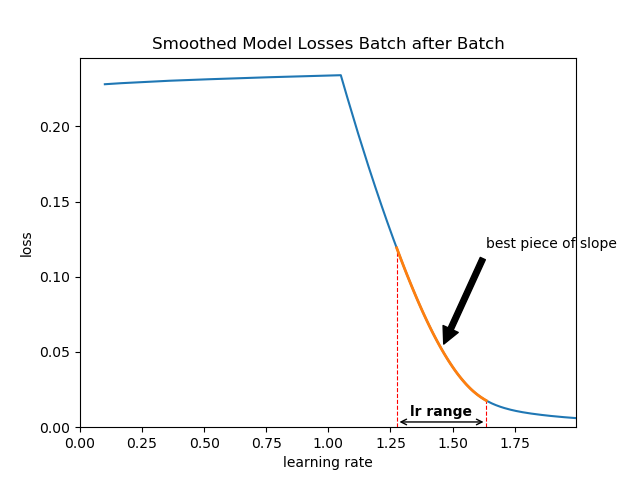 Smoothed Model Losses Batch after Batch
0.20
0.15
0.10
0.05
0.00
loss
best piece of slope
lr range
0.00 0.25 0.50 0.75 1.00 1.25 1.50 1.75
learning rate